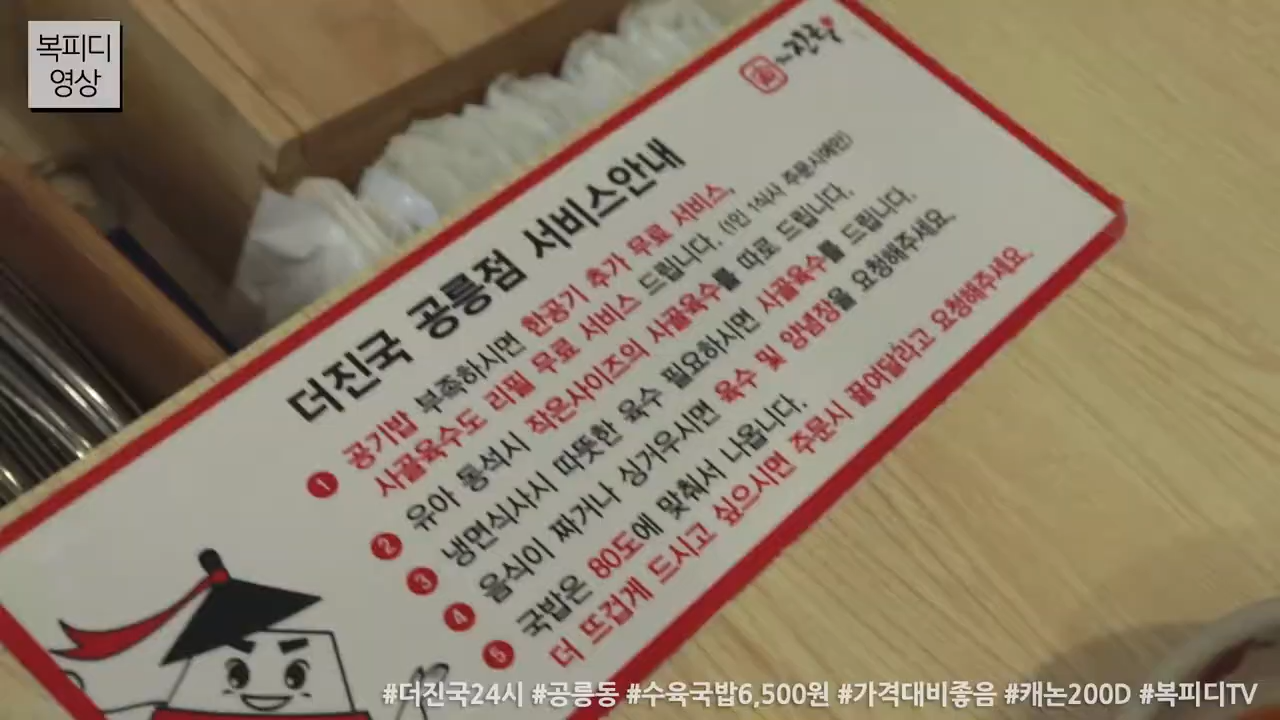 복피디
영상
더진국
더진국 공릉점 서비스안내
1 공기밥 부족하시면 한공기 추가 무료 서비스,
사골육수도 리필 무료 서비스 드립니다. (1인 1식사 주문시에만)
2 유아 동석시 작은사이즈의 사골육수를 따로 드립니다.
3 냉면식사시 따뜻한 육수 필요하시면 사골육수를 드립니다.
4 음식이 짜거나 싱거우시면 육수 및 양념장을 요청해주세요.
5 국밥은 80도에 맞춰서 나옵니다.
더 뜨겁게 드시고 싶으시면 주문시 끓여달라고 요청해주세요.
#더진국24시 #공릉동 #수육국밥6,500원 #가격대비좋음 #캐논200D #복피디TV